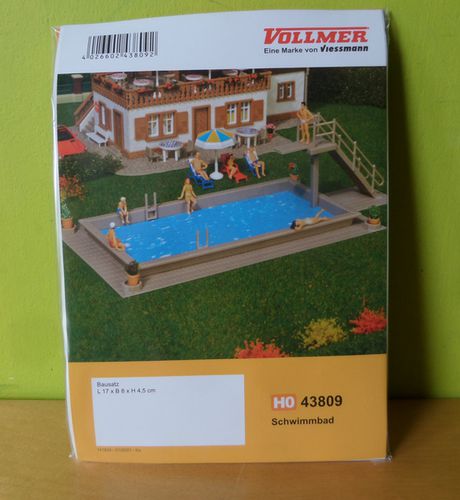 4 026602 438092
VOLLMER
Eine Marke von Viessmann
Bausatz
L 17 x B 8 x H 4,5 cm
H0 43809
Schwimmbad